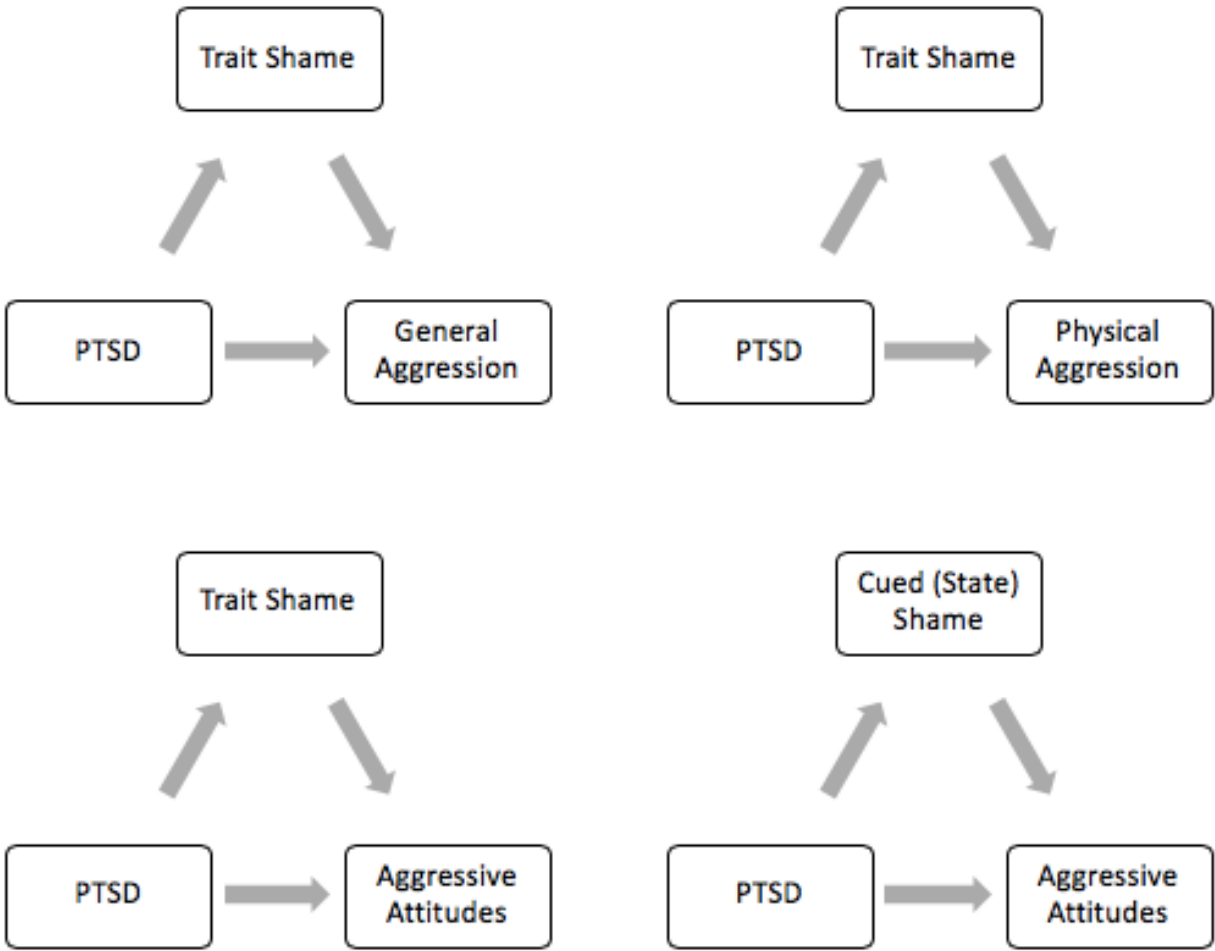 Trait Shame
Trait Shame
PTSD
General
Aggression
PTSD
Physical
Aggression
Trait Shame
Cued (State)
Shame
PTSD
Aggressive
Attitudes
PTSD
Aggressive
Attitudes